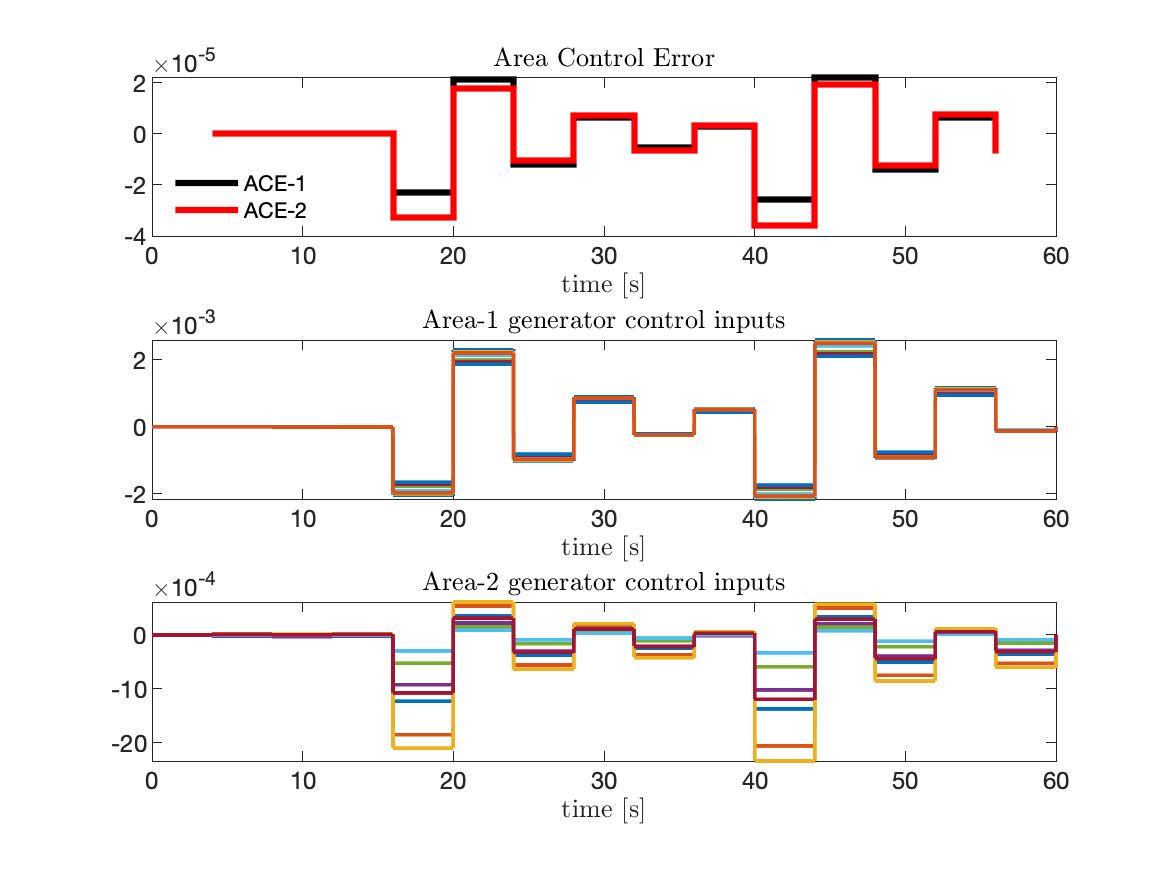 ×10-5
Area Control Error
2
0
-2
-4
ACE-1
ACE-2
0 10 20 30 40 50 60
time [s]
×10-3
Area-1 generator control inputs
2
0
-2
0 10 20 30 40 50 60
time [s]
×10-4
Area-2 generator control inputs
0
-10
-20
0 10 20 30 40 50 60
time [s]